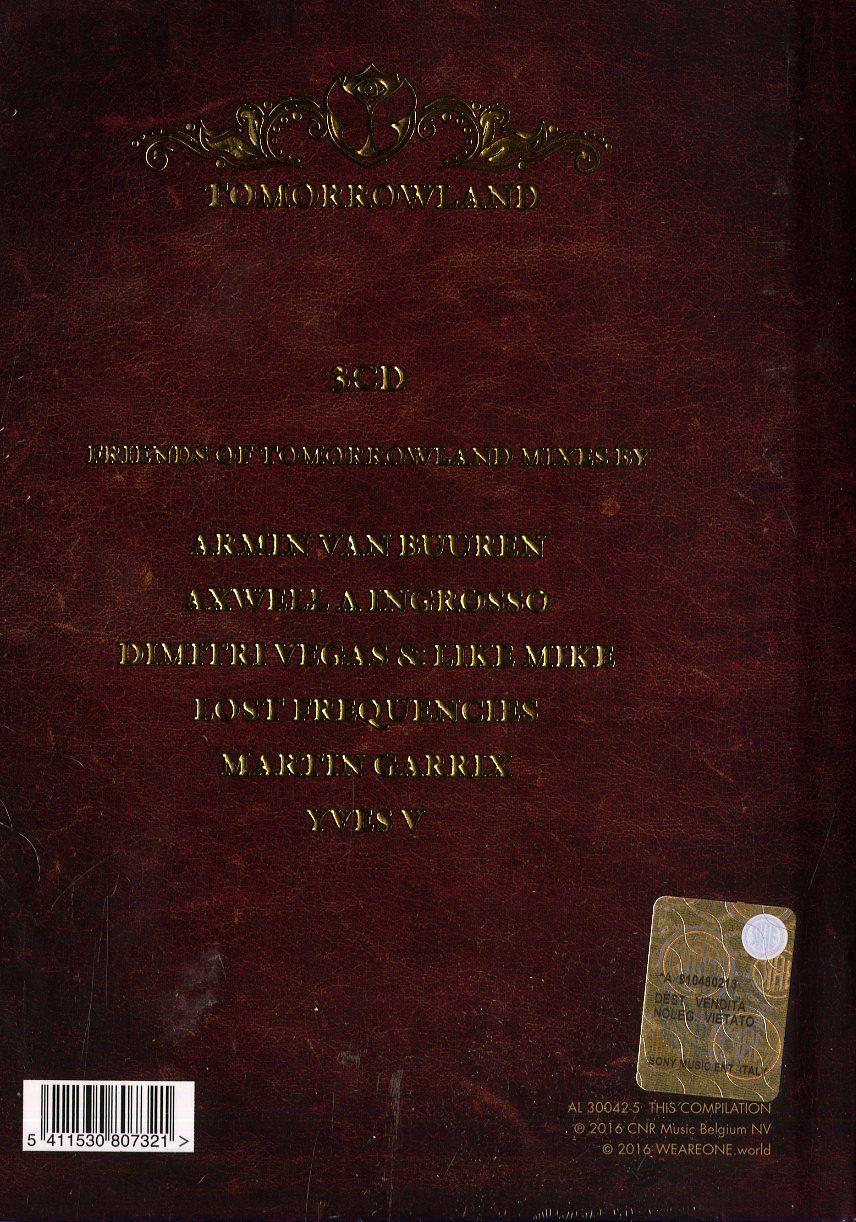 TOMORROWLAND
3CD
FRIENDS OF TOMORROWLAND MIXES BY
ARMIN VAN BUUREN
AXWELL Λ INGROSSO
DIMITRI VEGAS & LIKE MIKE
LOST FREQUENCIES
MARTIN GARRIX
YVES V
*A 910480213
DEST. VENDITA
NOLEG. VIETATO
SONY MUSIC ENT. ITALY
AL 30042-5 THIS COMPILATION
℗ 2016 CNR Music Belgium NV
© 2016 WEAREONE.world
5 411530 807321 >